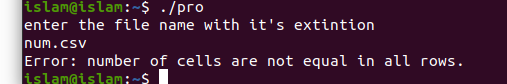 islam@islam:~$ ./pro
enter the file name with it's extintion
num.csv
Error: number of cells are not equal in all rows.
islam@islam:~$